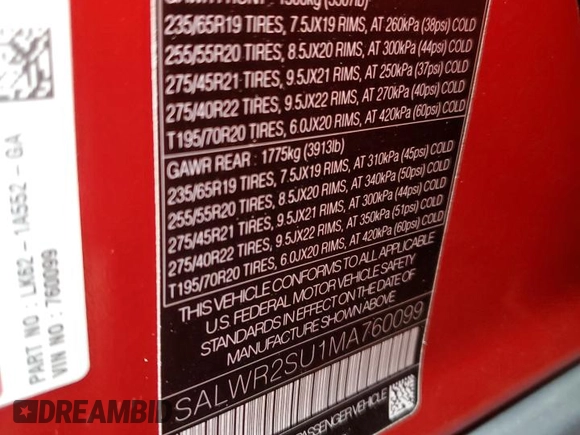 235/65R19 TIRES, 7.5JX19 RIMS, AT 260kPa (38psi) COLD
255/55R20 TIRES, 8.5JX20 RIMS, AT 300kPa (44psi) COLD
275/45R21 TIRES, 9.5JX21 RIMS, AT 250kPa (37psi) COLD
275/40R22 TIRES, 9.5JX22 RIMS, AT 270kPa (40psi) COLD
T195/70R20 TIRES, 6.0JX20 RIMS, AT 420kPa (60psi) COLD
GAWR REAR : 1775kg (3913lb)
235/65R19 TIRES, 7.5JX19 RIMS, AT 310kPa (45psi) COLD
255/55R20 TIRES, 8.5JX20 RIMS, AT 340kPa (50psi) COLD
275/45R21 TIRES, 9.5JX21 RIMS, AT 300kPa (44psi) COLD
275/40R22 TIRES, 9.5JX22 RIMS, AT 350kPa (51psi) COLD
T195/70R20 TIRES, 6.0JX20 RIMS, AT 420kPa (60psi) COLD
THIS VEHICLE CONFORMS TO ALL APPLICABLE
U.S. FEDERAL MOTOR VEHICLE SAFETY
STANDARDS IN EFFECT ON THE DATE OF
MANUFACTURE SHOWN ABOVE.
SALWR2SU1MA760099
PASSENGER VEHICLE
PART NO : LK62 - 1A552 - GA
VIN NO : 760099
DREAMBID